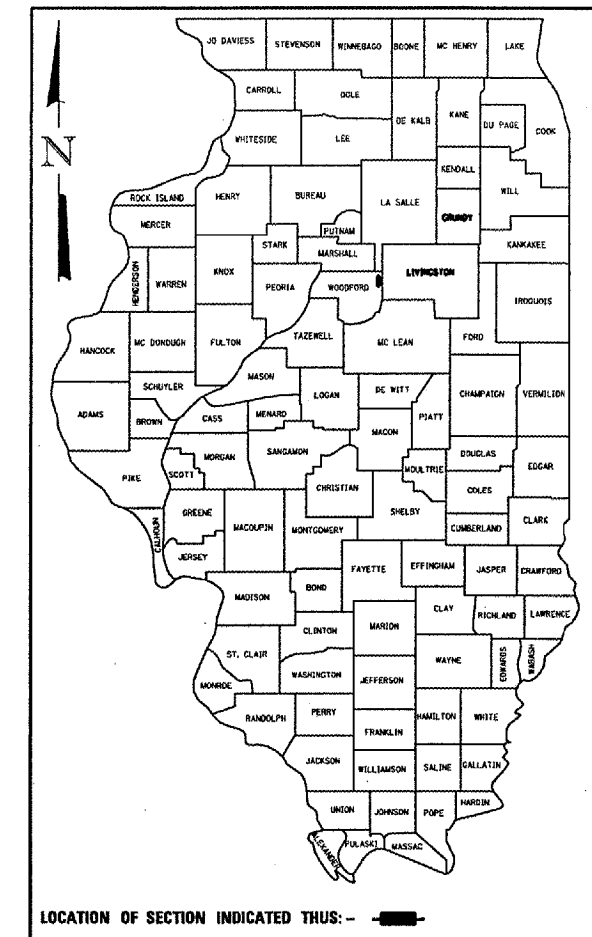 JO DAVIESS
STEVENSON
WINNEBAGO
BOONE
MC HENRY
LAKE
CARROLL
OGLE
DE KALB
KANE
DU PAGE
COOK
WHITESIDE
LEE
KENDALL
WILL
ROCK ISLAND
HENRY
BUREAU
LA SALLE
GRUNDY
MERCER
PUTNAM
KANKAKEE
STARK
MARSHALL
HENDERSON
WARREN
KNOX
PEORIA
WOODFORD
LIVINGSTON
IROQUOIS
HANCOCK
MC DONOUGH
FULTON
TAZEWELL
MC LEAN
FORD
SCHUYLER
MASON
LOGAN
DE WITT
CHAMPAIGN
VERMILION
ADAMS
BROWN
CASS
MENARD
PIATT
MACON
PIKE
SCOTT
MORGAN
SANGAMON
MOULTRIE
DOUGLAS
EDGAR
CHRISTIAN
COLES
CALHOUN
GREENE
MACOUPIN
MONTGOMERY
SHELBY
CUMBERLAND
CLARK
JERSEY
FAYETTE
EFFINGHAM
JASPER
CRAWFORD
MADISON
BOND
CLAY
RICHLAND
LAWRENCE
CLINTON
MARION
ST. CLAIR
WAYNE
EDWARDS
WABASH
WASHINGTON
JEFFERSON
MONROE
RANDOLPH
PERRY
HAMILTON
WHITE
FRANKLIN
JACKSON
WILLIAMSON
SALINE
GALLATIN
UNION
JOHNSON
POPE
HARDIN
ALEXANDER
PULASKI
MASSAC
N
LOCATION OF SECTION INDICATED THUS: -